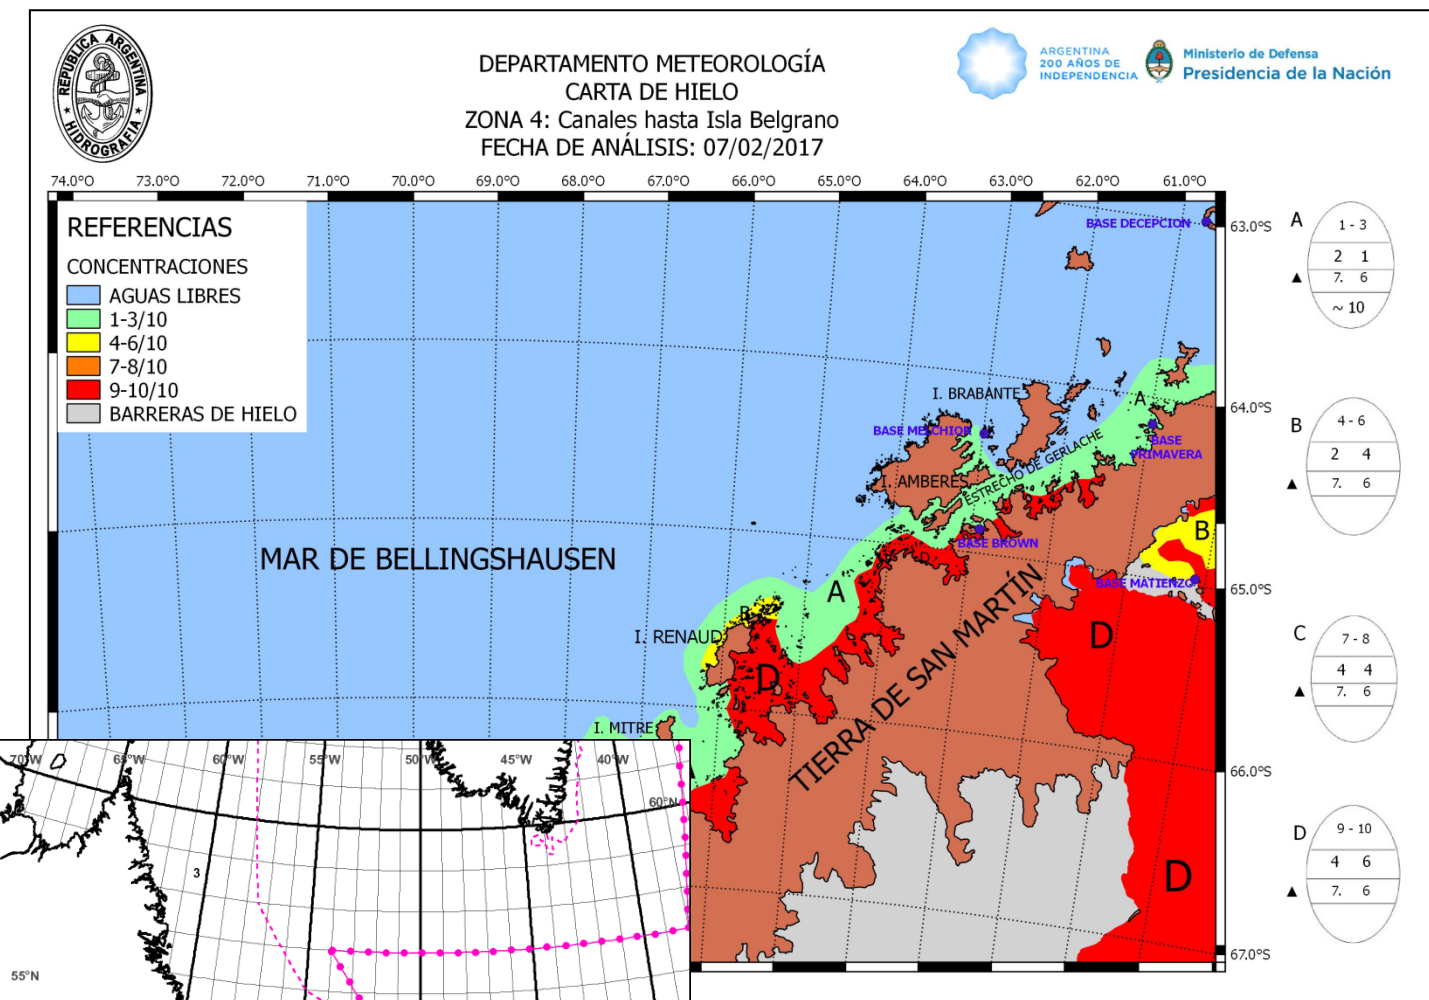 REPUBLICA ARGENTINA
HIDROGRAFIA
DEPARTAMENTO METEOROLOGÍA
CARTA DE HIELO
ZONA 4: Canales hasta Isla Belgrano
FECHA DE ANÁLISIS: 07/02/2017
ARGENTINA
200 AÑOS DE
INDEPENDENCIA
Ministerio de Defensa
Presidencia de la Nación
74.0°O 73.0°O 72.0°O 71.0°O 70.0°O 69.0°O 68.0°O 67.0°O 66.0°O 65.0°O 64.0°O 63.0°O 62.0°O 61.0°O
REFERENCIAS
CONCENTRACIONES
AGUAS LIBRES
1-3/10
4-6/10
7-8/10
9-10/10
BARRERAS DE HIELO
BASE DECEPCION
63.0°S
I. BRABANTE
A
64.0°S
BASE MELCHIOR
BASE
PRIMAVERA
ESTRECHO DE GERLACHE
I. AMBERES
BASE BROWN
D
B
MAR DE BELLINGSHAUSEN
BASE MATIENZO
65.0°S
A
B
I. RENAUD
D
D
TIERRA DE SAN MARTÍN
I. MITRE
66.0°S
D
67.0°S
A
1 - 3
2 1
7. 6
~ 10
B
4 - 6
2 4
7. 6
C
7 - 8
4 4
7. 6
D
9 - 10
4 6
7. 6
70°W 65°W 60°W 55°W 50°W 45°W 40°W
60°N
3
55°N